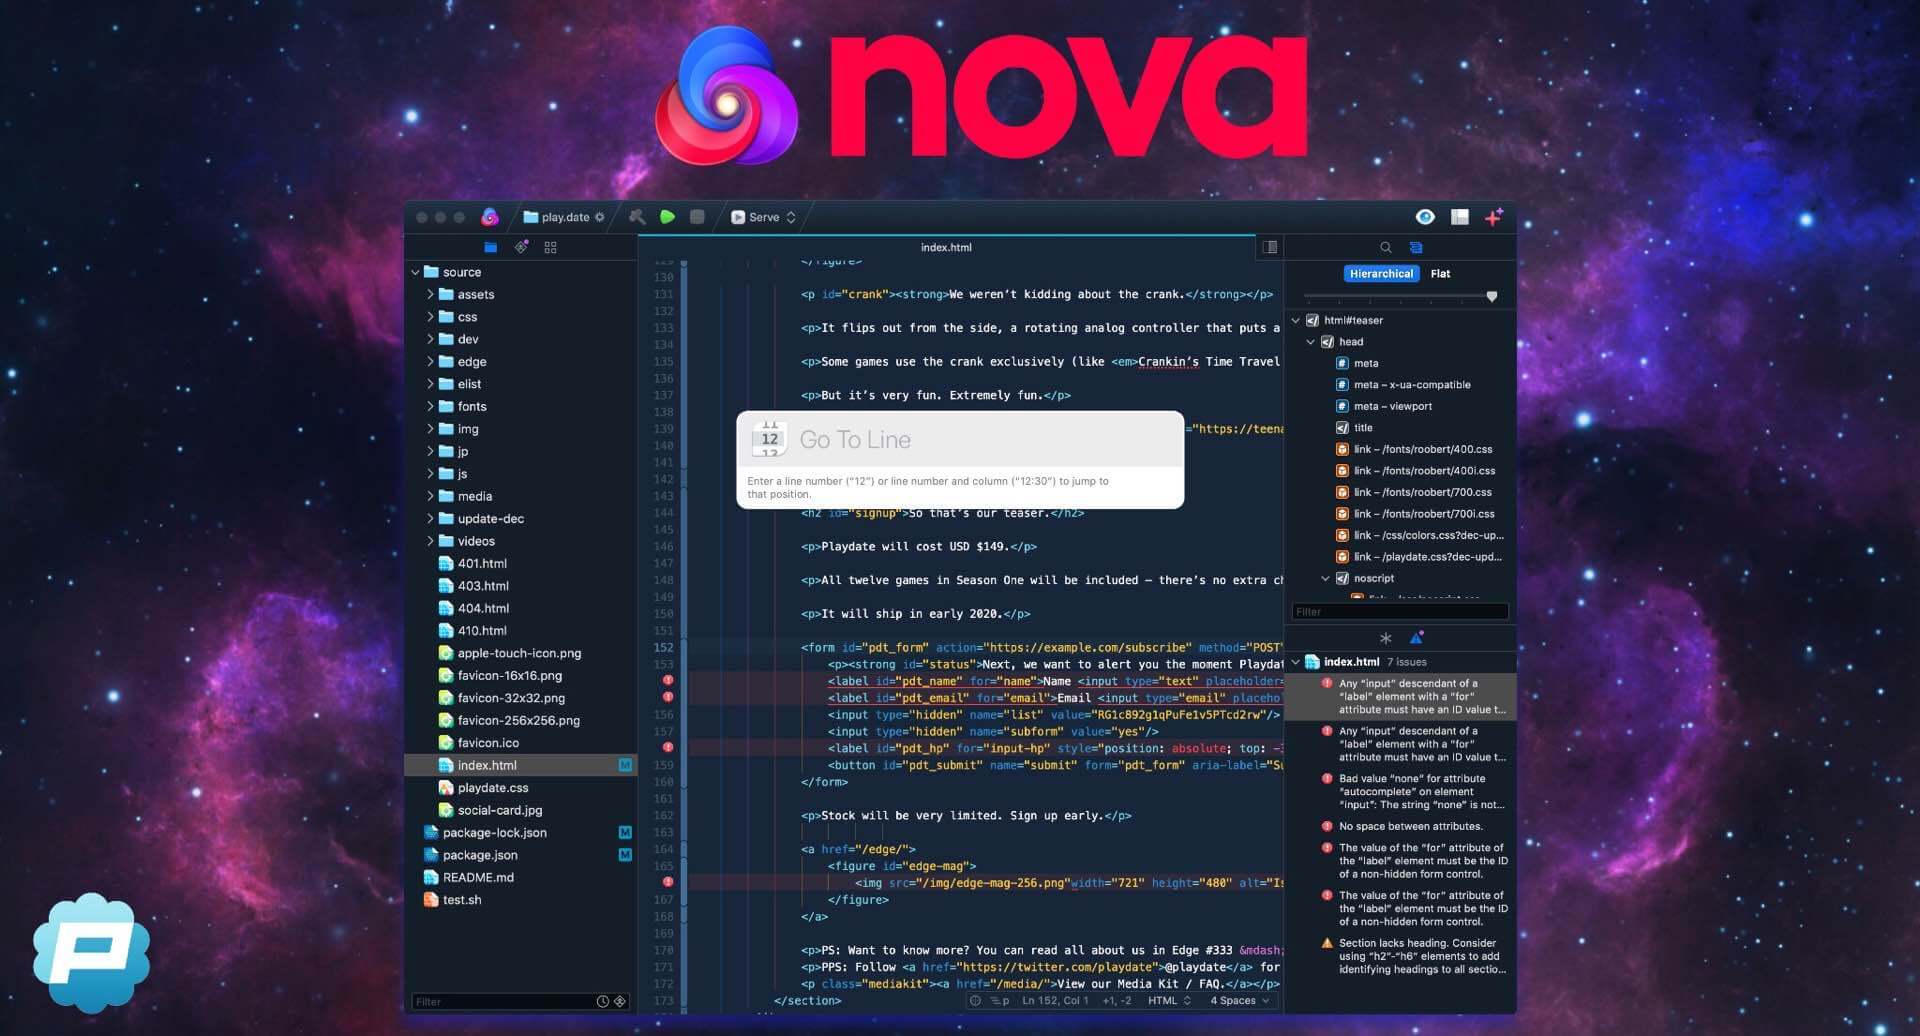 nova
play.date
Serve
index.html
source
assets
css
dev
edge
elist
fonts
img
jp
js
media
update-dec
videos
401.html
403.html
404.html
410.html
apple-touch-icon.png
favicon-16x16.png
favicon-32x32.png
favicon-256x256.png
favicon.ico
index.html M
playdate.css
social-card.jpg
package-lock.json M
package.json M
README.md
test.sh
Filter
129 </figure>
130
131 <p id="crank"><strong>We weren’t kidding about the crank.</strong></p>
132
133 <p>It flips out from the side, a rotating analog controller that puts a
134
135 <p>Some games use the crank exclusively (like <em>Crankin’s Time Travel
136
137 <p>But it’s very fun. Extremely fun.</p>
138
139 ="https://teena
140
141
142
143
144 <h2 id="signup">So that’s our teaser.</h2>
145
146 <p>Playdate will cost USD $149.</p>
147
148 <p>All twelve games in Season One will be included – there’s no extra ch
149
150 <p>It will ship in early 2020.</p>
151
152 <form id="pdt_form" action="https://example.com/subscribe" method="POST"
153 <p><strong id="status">Next, we want to alert you the moment Playdat
<label id="pdt_name" for="name">Name <input type="text" placeholder=
<label id="pdt_email" for="email">Email <input type="email" placeho
156 <input type="hidden" name="list" value="RG1c892g1qPuFe1v5PTcd2rw"/>
157 <input type="hidden" name="subform" value="yes"/>
<label id="pdt_hp" for="input-hp" style="position: absolute; top: -3
159 <button id="pdt_submit" name="submit" form="pdt_form" aria-label="Su
160 </form>
161
162 <p>Stock will be very limited. Sign up early.</p>
163
164 <a href="/edge/">
165 <figure id="edge-mag">
<img src="/img/edge-mag-256.png"width="721" height="480" alt="Is
167 </figure>
168 </a>
169
170 <p>PS: Want to know more? You can read all about us in Edge #333 &mdash;
171 <p>PPS: Follow <a href="https://twitter.com/playdate">@playdate</a> for
172 <p class="mediakit"><a href="/media/">View our Media Kit / FAQ.</a></p>
173 </section>
11
12
13
Go To Line
Enter a line number (“12”) or line number and column (“12:30”) to jump to
that position.
p Ln 152, Col 1 +1, -2 HTML 4 Spaces
Hierarchical Flat
html#teaser
head
meta
meta – x-ua-compatible
meta – viewport
title
link – /fonts/roobert/400.css
link – /fonts/roobert/400i.css
link – /fonts/roobert/700.css
link – /fonts/roobert/700i.css
link – /css/colors.css?dec-up...
link – /playdate.css?dec-upd...
noscript
link – /css/noscript.css
Filter
index.html 7 issues
Any “input” descendant of a
“label” element with a “for”
attribute must have an ID value t...
Any “input” descendant of a
“label” element with a “for”
attribute must have an ID value t...
Bad value “none” for attribute
“autocomplete” on element
“input”: The string “none” is not...
No space between attributes.
The value of the “for” attribute of
the “label” element must be the ID
of a non-hidden form control.
The value of the “for” attribute of
the “label” element must be the ID
of a non-hidden form control.
Section lacks heading. Consider
using “h2”-“h6” elements to add
identifying headings to all sectio...
P